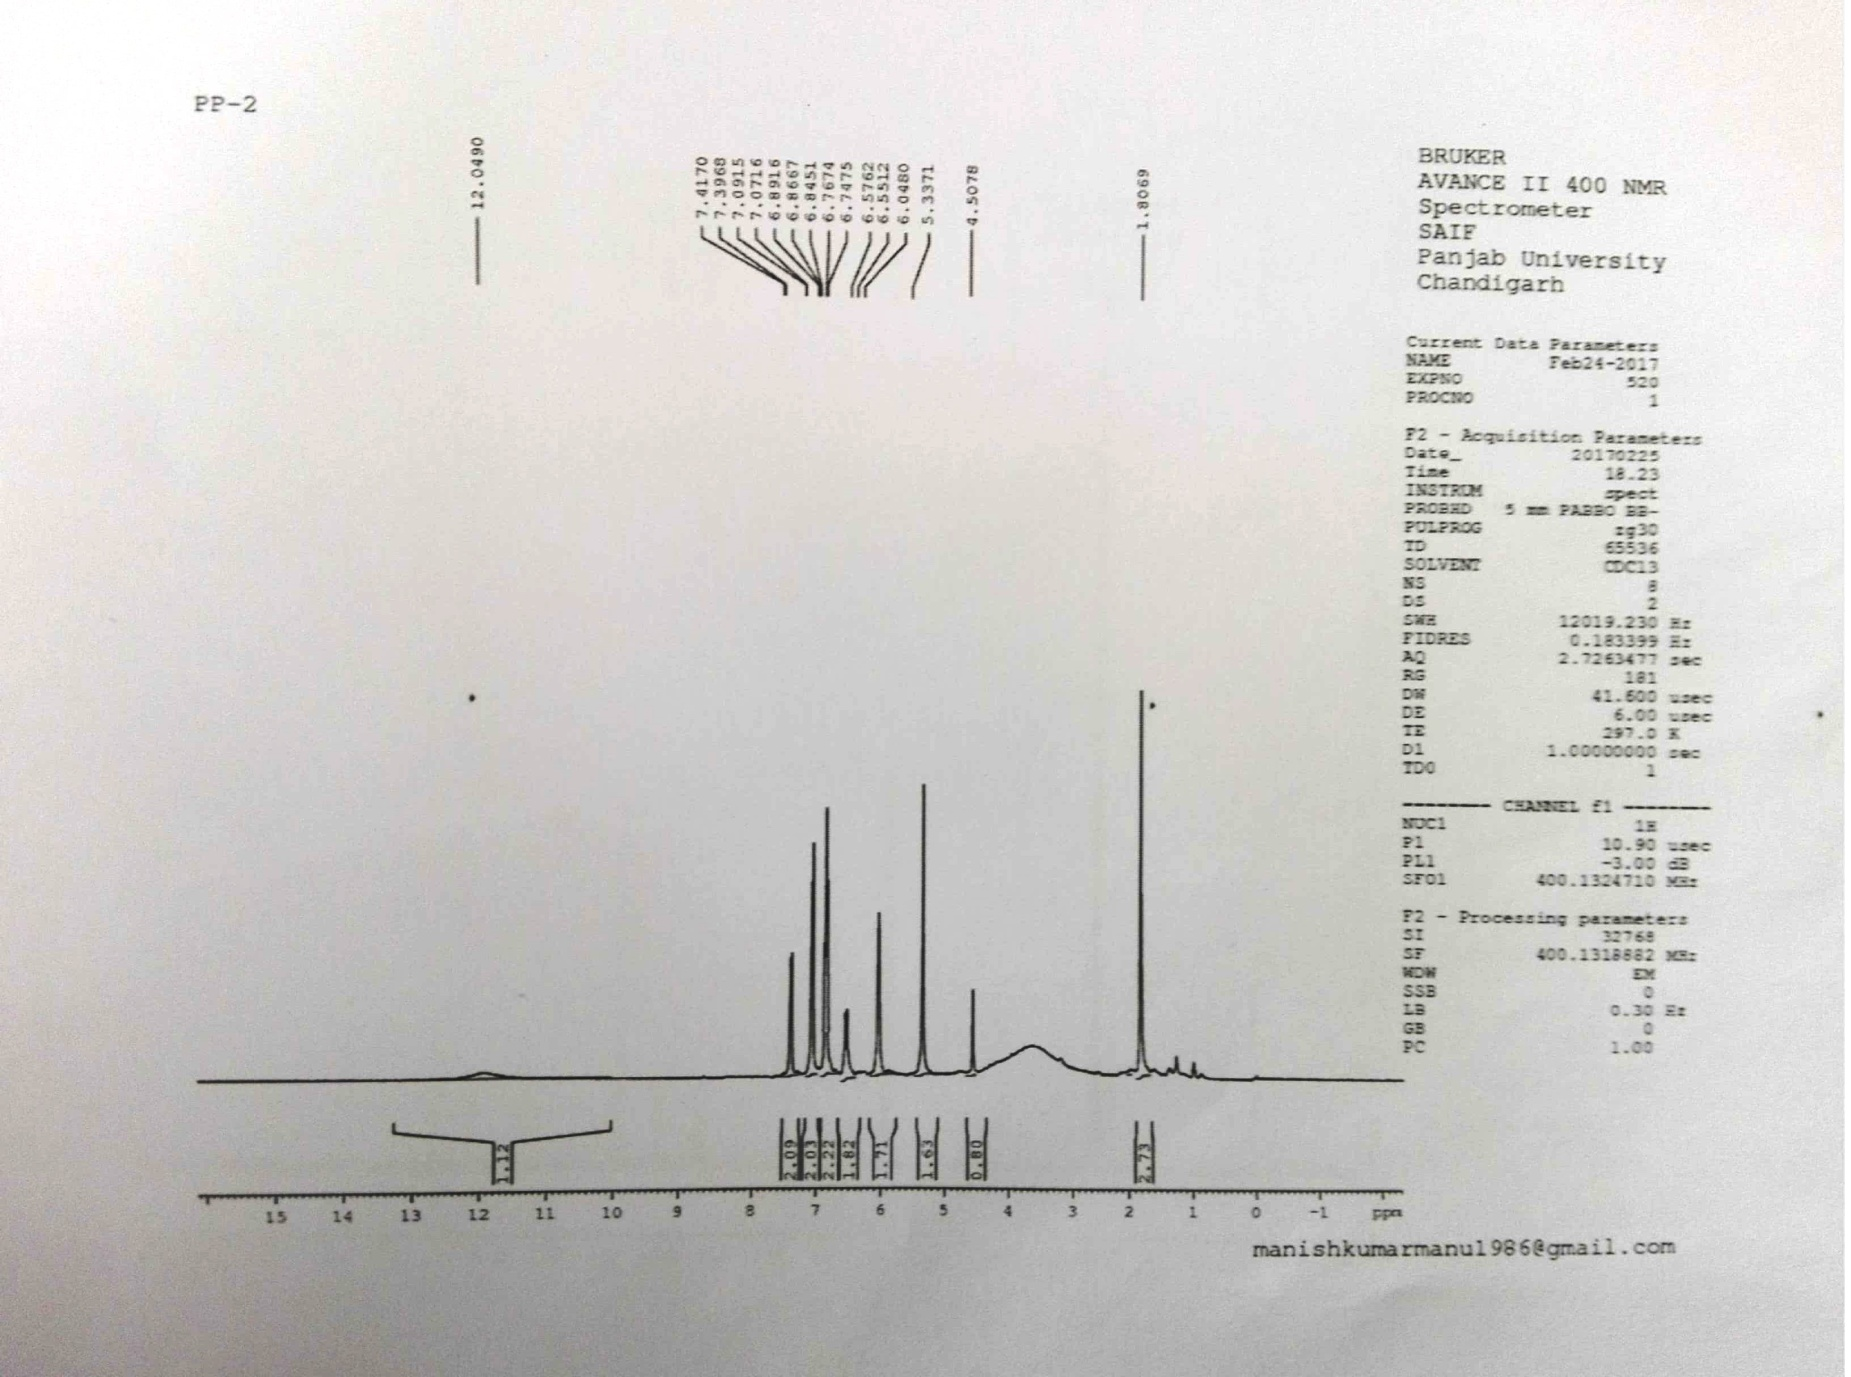 PP-2
12.0490
7.4170
7.3968
7.0915
7.0716
6.8916
6.8667
6.8451
6.7674
6.7475
6.5762
6.5512
6.0480
5.3371
4.5078
1.8069
BRUKER
AVANCE II 400 NMR
Spectrometer
SAIF
Panjab University
Chandigarh
Current Data Parameters
NAME Feb24-2017
EXPNO 520
PROCNO 1
F2 - Acquisition Parameters
Date_ 20170225
Time 18.23
INSTRUM spect
PROBHD 5 mm PABBO BB-
PULPROG zg30
TD 65536
SOLVENT CDCl3
NS 8
DS 2
SWH 12019.230 Hz
FIDRES 0.183399 Hz
AQ 2.7263477 sec
RG 181
DW 41.600 usec
DE 6.00 usec
TE 297.0 K
D1 1.00000000 sec
TD0 1
-------- CHANNEL f1 --------
NUC1 1H
P1 10.90 usec
PL1 -3.00 dB
SFO1 400.1324710 MHz
F2 - Processing parameters
SI 32768
SF 400.1318882 MHz
WDW EM
SSB 0
LB 0.30 Hz
GB 0
PC 1.00
1.12
2.09
2.03
2.22
1.82
1.71
1.63
0.80
2.73
15 14 13 12 11 10 9 8 7 6 5 4 3 2 1 0 -1 ppm
manishkumarmanu1986@gmail.com